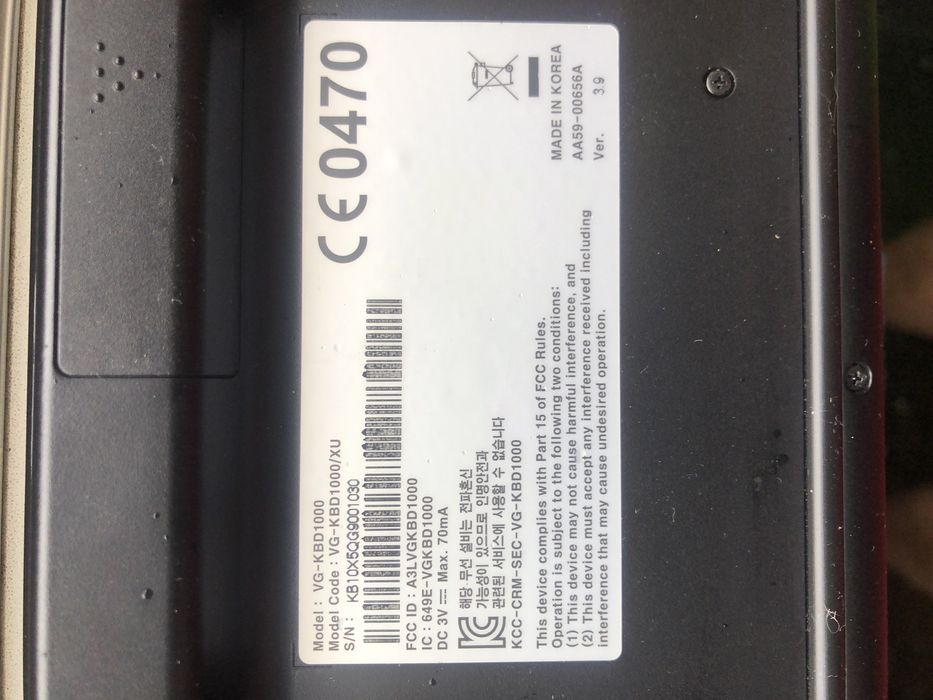 Model : VG-KBD1000
Model Code : VG-KBD1000/XU
S/N : KB10X5QG9001030
FCC ID : A3LVGKBD1000
IC : 649E-VGKBD1000
DC 3V ⎓ Max. 70mA
해당 무선 설비는 전파혼신
가능성이 있으므로 인명안전과
관련된 서비스에 사용할 수 없습니다
KCC-CRM-SEC-VG-KBD1000
This device complies with Part 15 of FCC Rules.
Operation is subject to the following two conditions:
(1) This device may not cause harmful interference, and
(2) This device must accept any interference received including
interference that may cause undesired operation.
CE 0470
MADE IN KOREA
AA59-00656A
Ver. 3.9